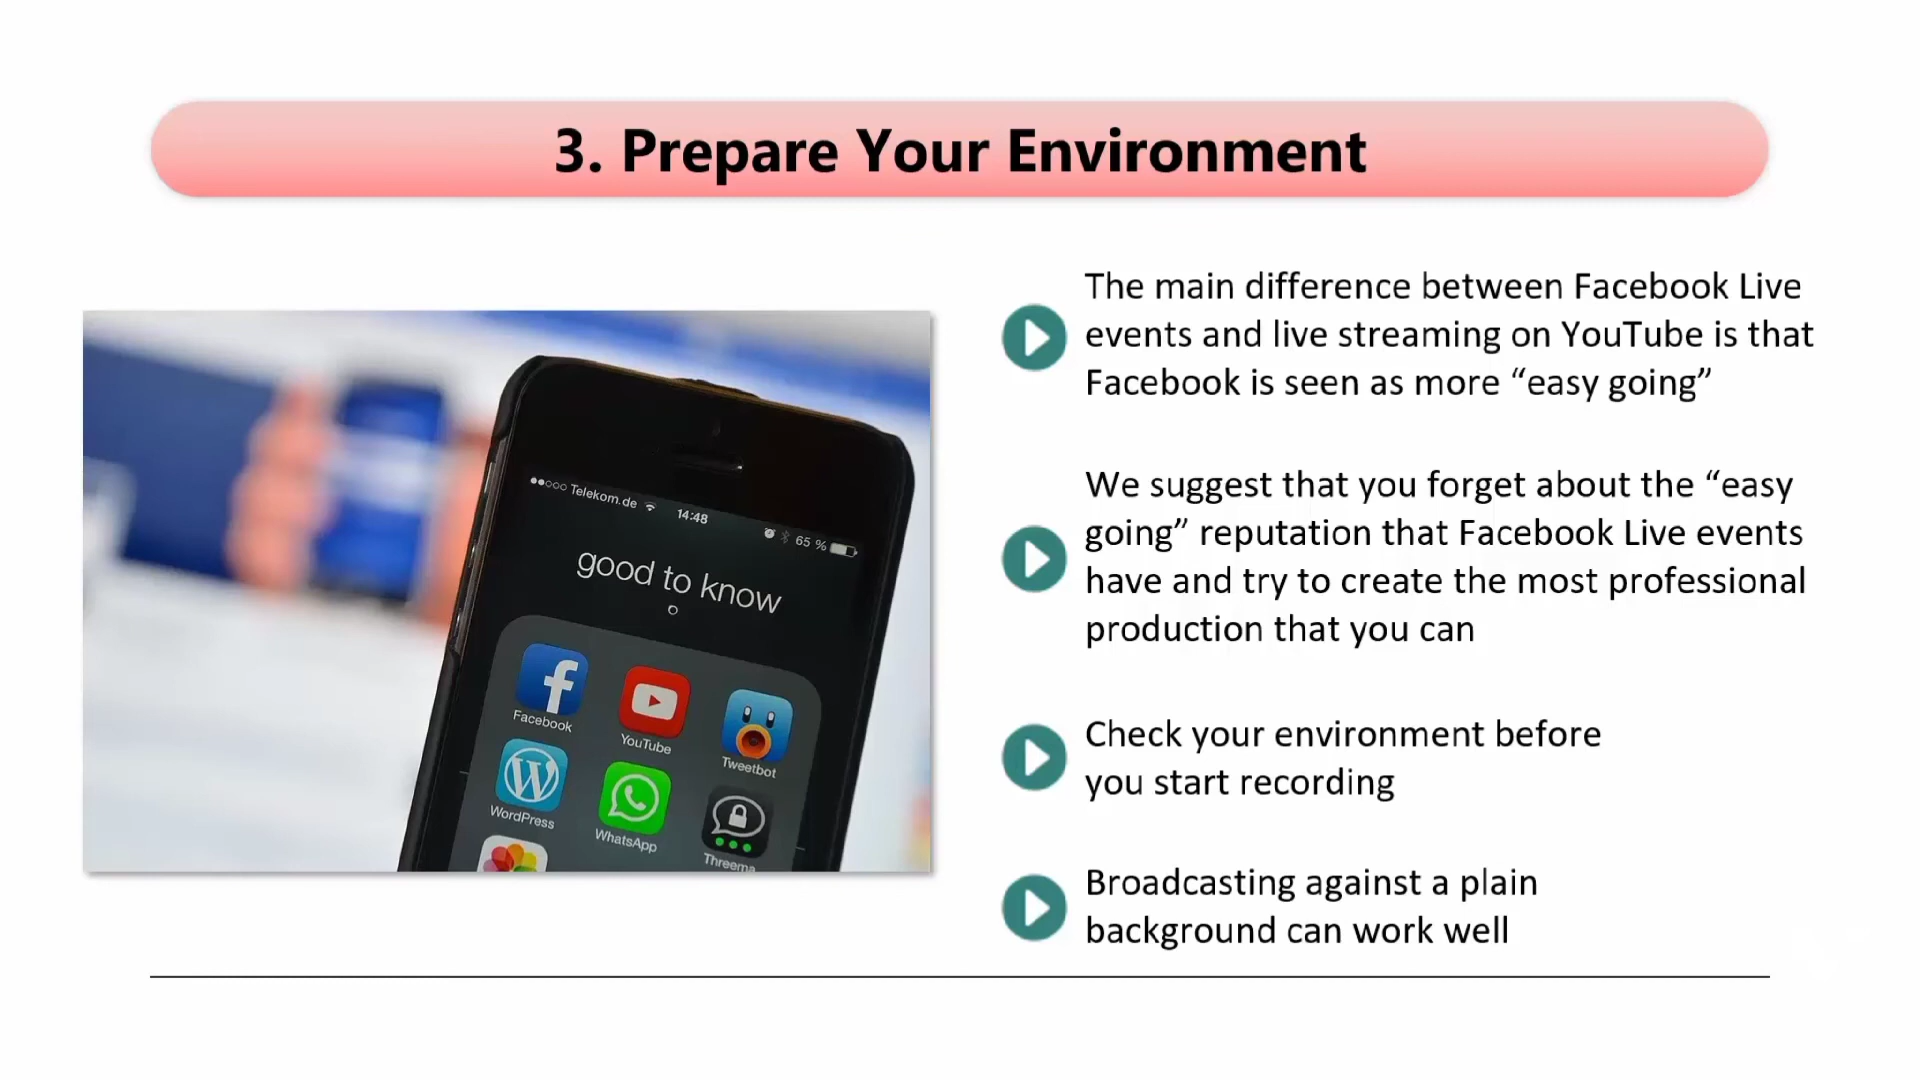 3. Prepare Your Environment
The main difference between Facebook Live
events and live streaming on YouTube is that
Facebook is seen as more “easy going”
We suggest that you forget about the “easy
going” reputation that Facebook Live events
have and try to create the most professional
production that you can
Check your environment before
you start recording
Broadcasting against a plain
background can work well
Telekom.de 14:48 65 %
good to know
Facebook YouTube Tweetbot
WordPress WhatsApp Threema